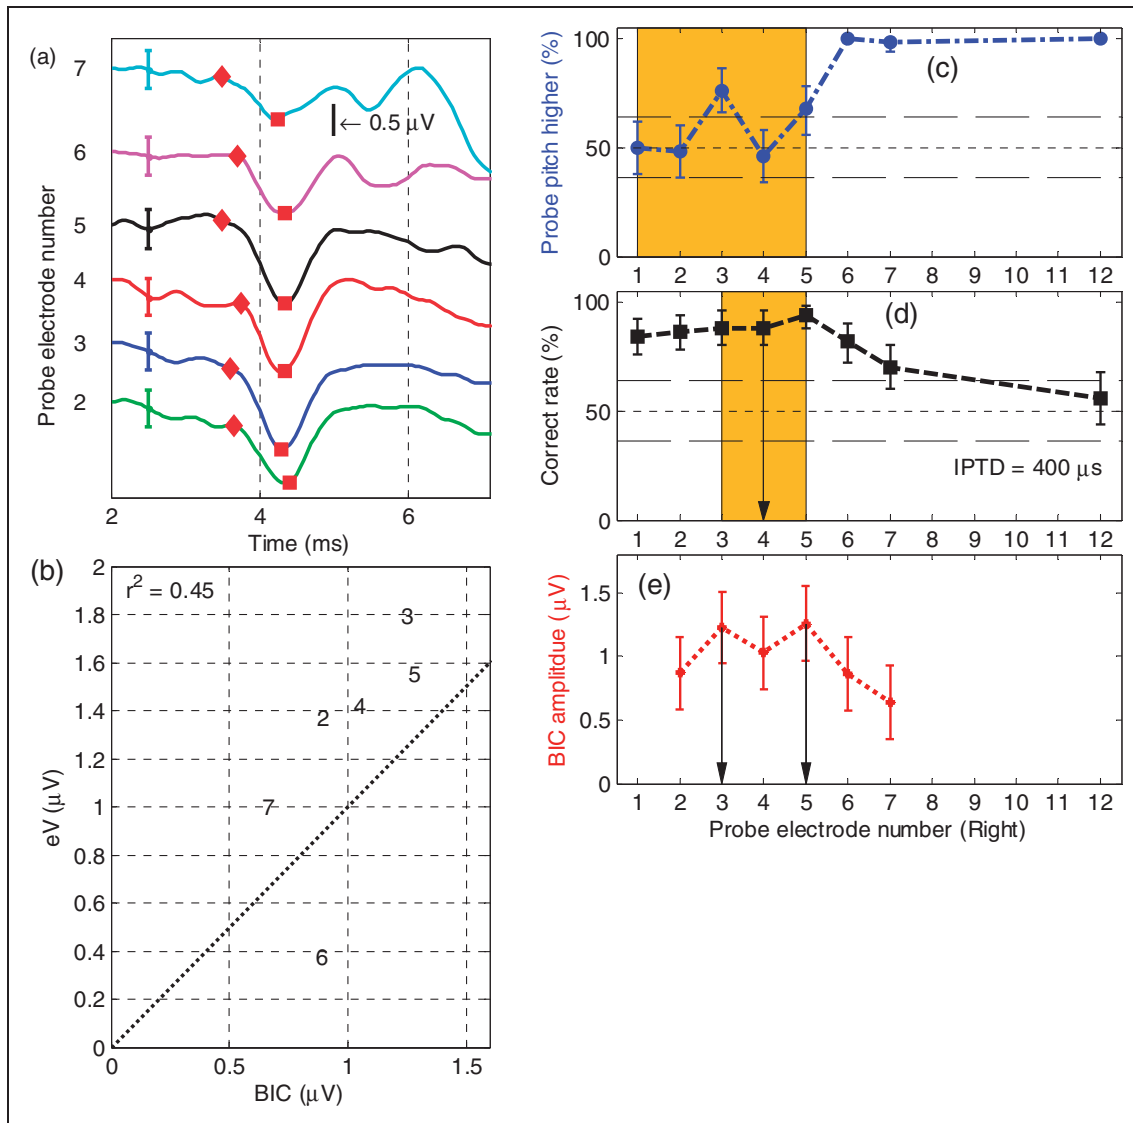 (a)
Probe electrode number
7
6
5
4
3
2
← 0.5 μV
2 4 6
Time (ms)
(b)
r² = 0.45
eV (μV)
2
1.8
1.6
1.4
1.2
1
0.8
0.6
0.4
0.2
0
3
5
4
2
7
6
0 0.5 1 1.5
BIC (μV)
(c)
Probe pitch higher (%)
100
50
0
1 2 3 4 5 6 7 8 9 10 11 12
(d)
Correct rate (%)
100
50
0
IPTD = 400 μs
1 2 3 4 5 6 7 8 9 10 11 12
(e)
BIC amplitdue (μV)
1.5
1
0.5
0
1 2 3 4 5 6 7 8 9 10 11 12
Probe electrode number (Right)